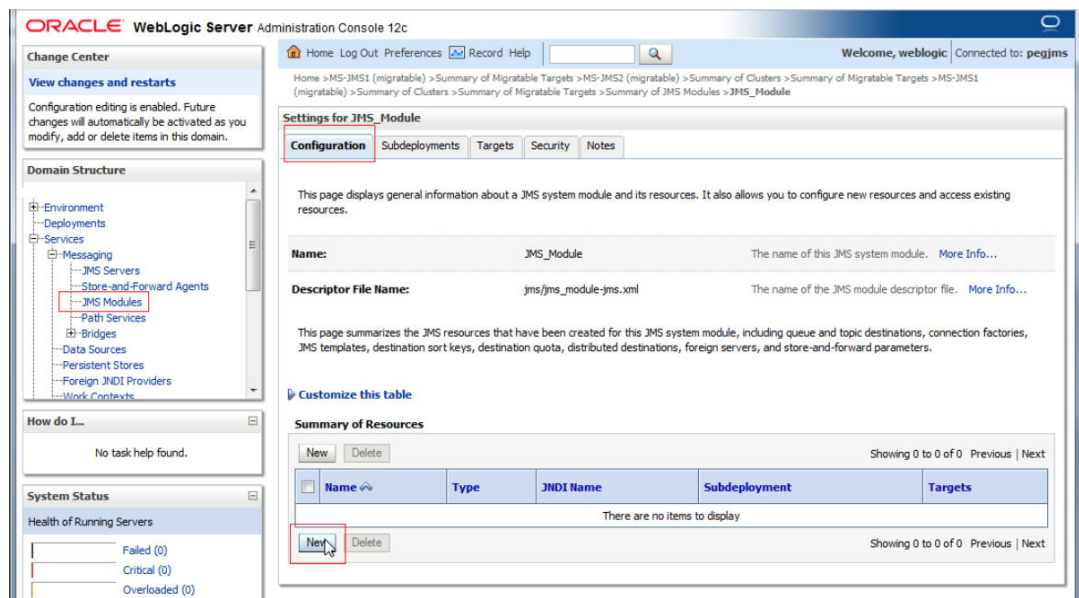 ORACLE WebLogic Server Administration Console 12c
Change Center
View changes and restarts
Configuration editing is enabled. Future
changes will automatically be activated as you
modify, add or delete items in this domain.
Domain Structure
Environment
Deployments
Services
Messaging
JMS Servers
Store-and-Forward Agents
JMS Modules
Path Services
Bridges
Data Sources
Persistent Stores
Foreign JNDI Providers
Work Contexts
How do I...
No task help found.
System Status
Health of Running Servers
Failed (0)
Critical (0)
Overloaded (0)
Home Log Out Preferences Record Help
Welcome, weblogic Connected to: pegjms
Home >MS-JMS1 (migratable) >Summary of Migratable Targets >MS-JMS2 (migratable) >Summary of Clusters >Summary of Migratable Targets >MS-JMS1
(migratable) >Summary of Clusters >Summary of Migratable Targets >Summary of JMS Modules >JMS_Module
Settings for JMS_Module
Configuration Subdeployments Targets Security Notes
This page displays general information about a JMS system module and its resources. It also allows you to configure new resources and access existing
resources.
Name: JMS_Module The name of this JMS system module. More Info...
Descriptor File Name: jms/jms_module-jms.xml The name of the JMS module descriptor file. More Info...
This page summarizes the JMS resources that have been created for this JMS system module, including queue and topic destinations, connection factories,
JMS templates, destination sort keys, destination quota, distributed destinations, foreign servers, and store-and-forward parameters.
Customize this table
Summary of Resources
New Delete Showing 0 to 0 of 0 Previous | Next
Name Type JNDI Name Subdeployment Targets
There are no items to display
New Delete Showing 0 to 0 of 0 Previous | Next